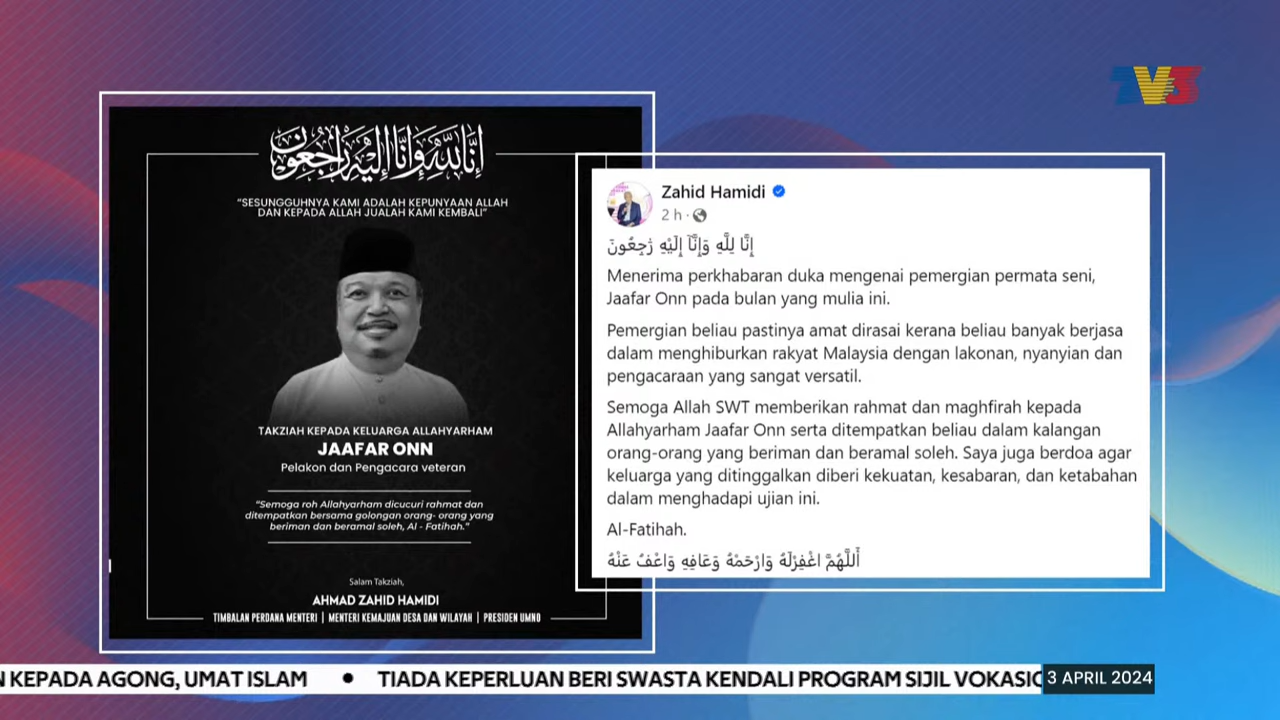 TV3
إنا لله وإنا إليه راجعون
“SESUNGGUHNYA KAMI ADALAH KEPUNYAAN ALLAH
DAN KEPADA ALLAH JUALAH KAMI KEMBALI”
TAKZIAH KEPADA KELUARGA ALLAHYARHAM
JAAFAR ONN
Pelakon dan Pengacara veteran
“Semoga roh Allahyarham dicucuri rahmat dan
ditempatkan bersama golongan orang- orang yang
beriman dan beramal soleh, Al - Fatihah.”
Salam Takziah,
AHMAD ZAHID HAMIDI
TIMBALAN PERDANA MENTERI | MENTERI KEMAJUAN DESA DAN WILAYAH | PRESIDEN UMNO
Zahid Hamidi
2 h ·
إِنَّا لِلَّهِ وَإِنَّآ إِلَيْهِ رَٰجِعُونَ
Menerima perkhabaran duka mengenai pemergian permata seni,
Jaafar Onn pada bulan yang mulia ini.
Pemergian beliau pastinya amat dirasai kerana beliau banyak berjasa
dalam menghiburkan rakyat Malaysia dengan lakonan, nyanyian dan
pengacaraan yang sangat versatil.
Semoga Allah SWT memberikan rahmat dan maghfirah kepada
Allahyarham Jaafar Onn serta ditempatkan beliau dalam kalangan
orang-orang yang beriman dan beramal soleh. Saya juga berdoa agar
keluarga yang ditinggalkan diberi kekuatan, kesabaran, dan ketabahan
dalam menghadapi ujian ini.
Al-Fatihah.
أَللَّهُمَّ اغْفِرْلَهُ وَارْحَمْهُ وَعَافِهِ وَاعْفُ عَنْهُ
N KEPADA AGONG, UMAT ISLAM • TIADA KEPERLUAN BERI SWASTA KENDALI PROGRAM SIJIL VOKASIO
3 APRIL 2024